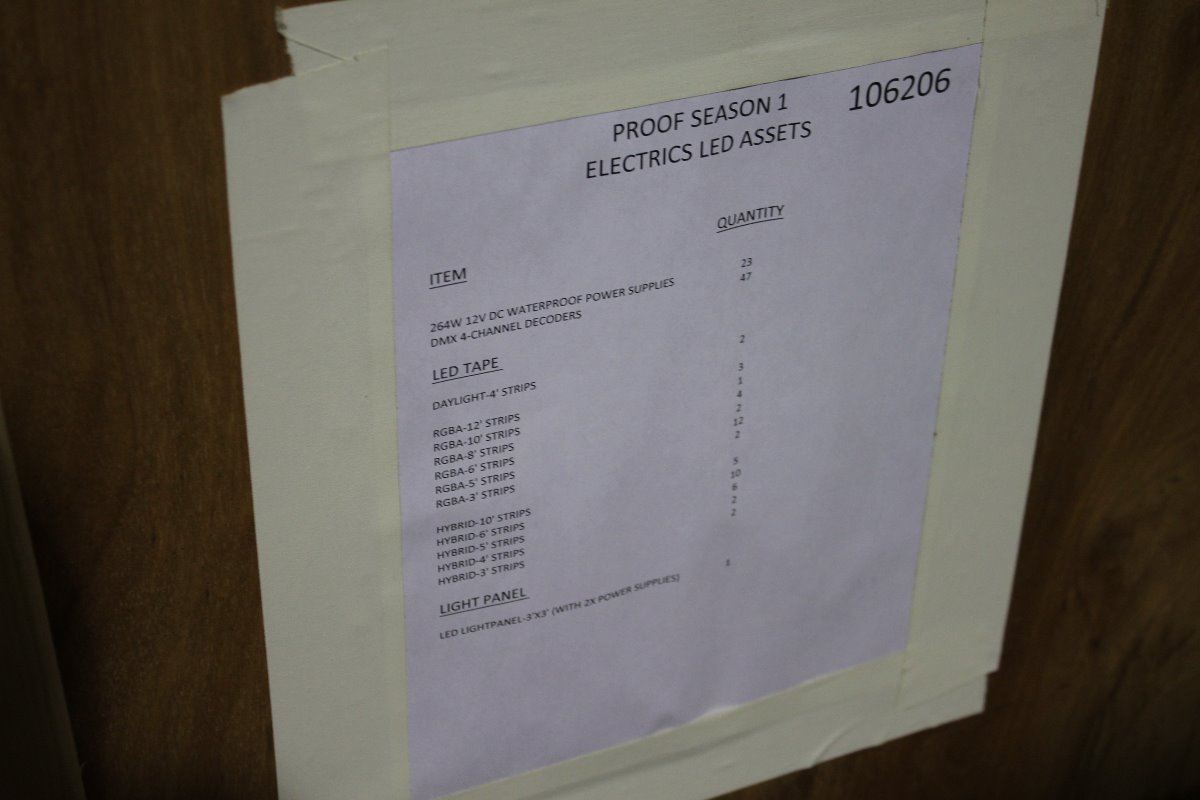 PROOF SEASON 1
106206
ELECTRICS LED ASSETS
ITEM QUANTITY
264W 12V DC WATERPROOF POWER SUPPLIES 23
DMX 4-CHANNEL DECODERS 47
LED TAPE
DAYLIGHT-4' STRIPS 2
RGBA-12' STRIPS 3
RGBA-10' STRIPS 1
RGBA-8' STRIPS 4
RGBA-6' STRIPS 2
RGBA-5' STRIPS 12
RGBA-3' STRIPS 2
HYBRID-10' STRIPS 5
HYBRID-6' STRIPS 10
HYBRID-5' STRIPS 6
HYBRID-4' STRIPS 2
HYBRID-3' STRIPS 2
LIGHT PANEL
LED LIGHTPANEL-3'X3' (WITH 2X POWER SUPPLIES) 1